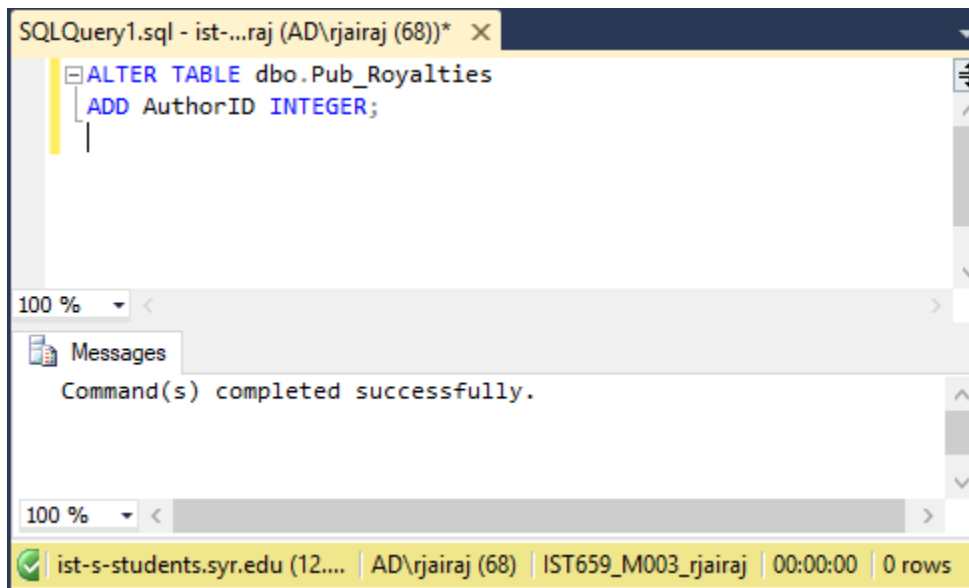 SQLQuery1.sql - ist-...raj (AD\rjairaj (68))*
ALTER TABLE dbo.Pub_Royalties
ADD AuthorID INTEGER;
100 %
Messages
Command(s) completed successfully.
100 %
ist-s-students.syr.edu (12.... AD\rjairaj (68) IST659_M003_rjairaj 00:00:00 0 rows